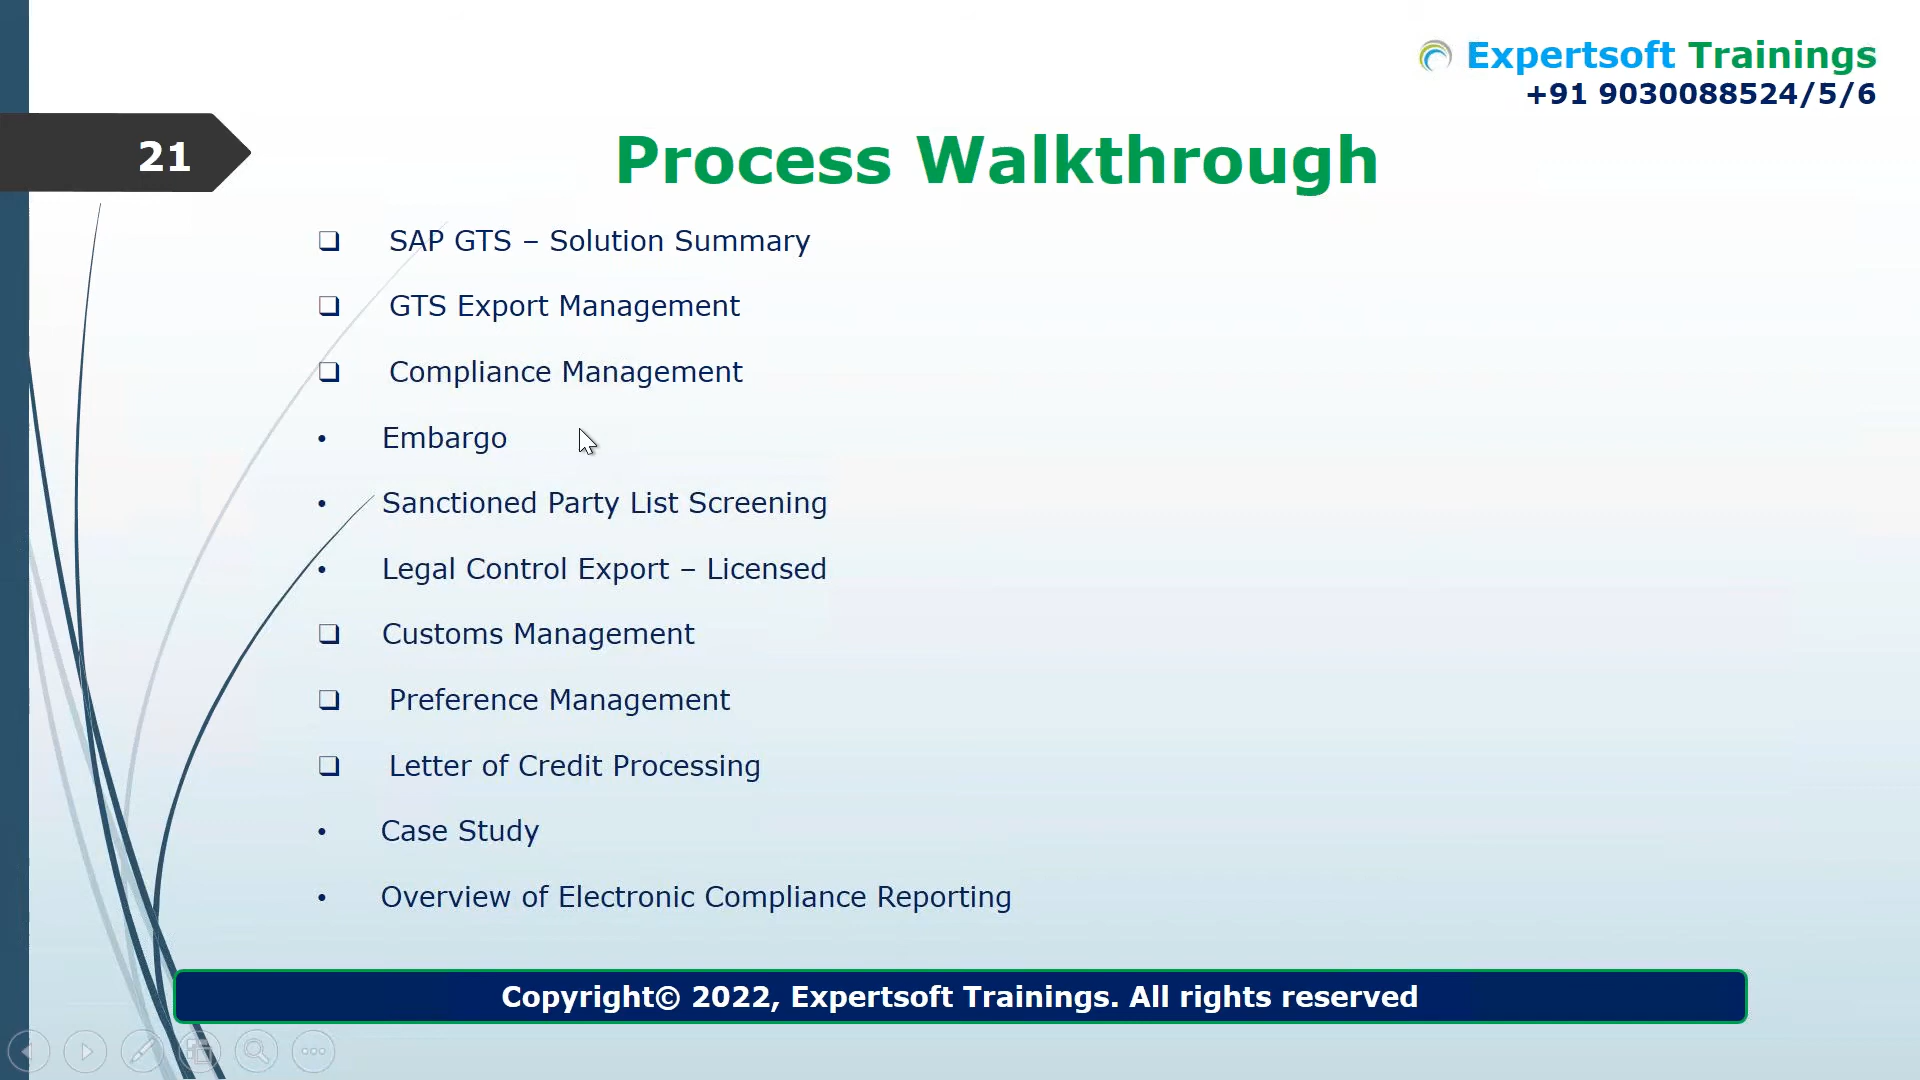 Expertsoft Trainings
+91 9030088524/5/6
21
Process Walkthrough
❑ SAP GTS – Solution Summary
❑ GTS Export Management
❑ Compliance Management
• Embargo
• Sanctioned Party List Screening
• Legal Control Export – Licensed
❑ Customs Management
❑ Preference Management
❑ Letter of Credit Processing
• Case Study
• Overview of Electronic Compliance Reporting
Copyright© 2022, Expertsoft Trainings. All rights reserved